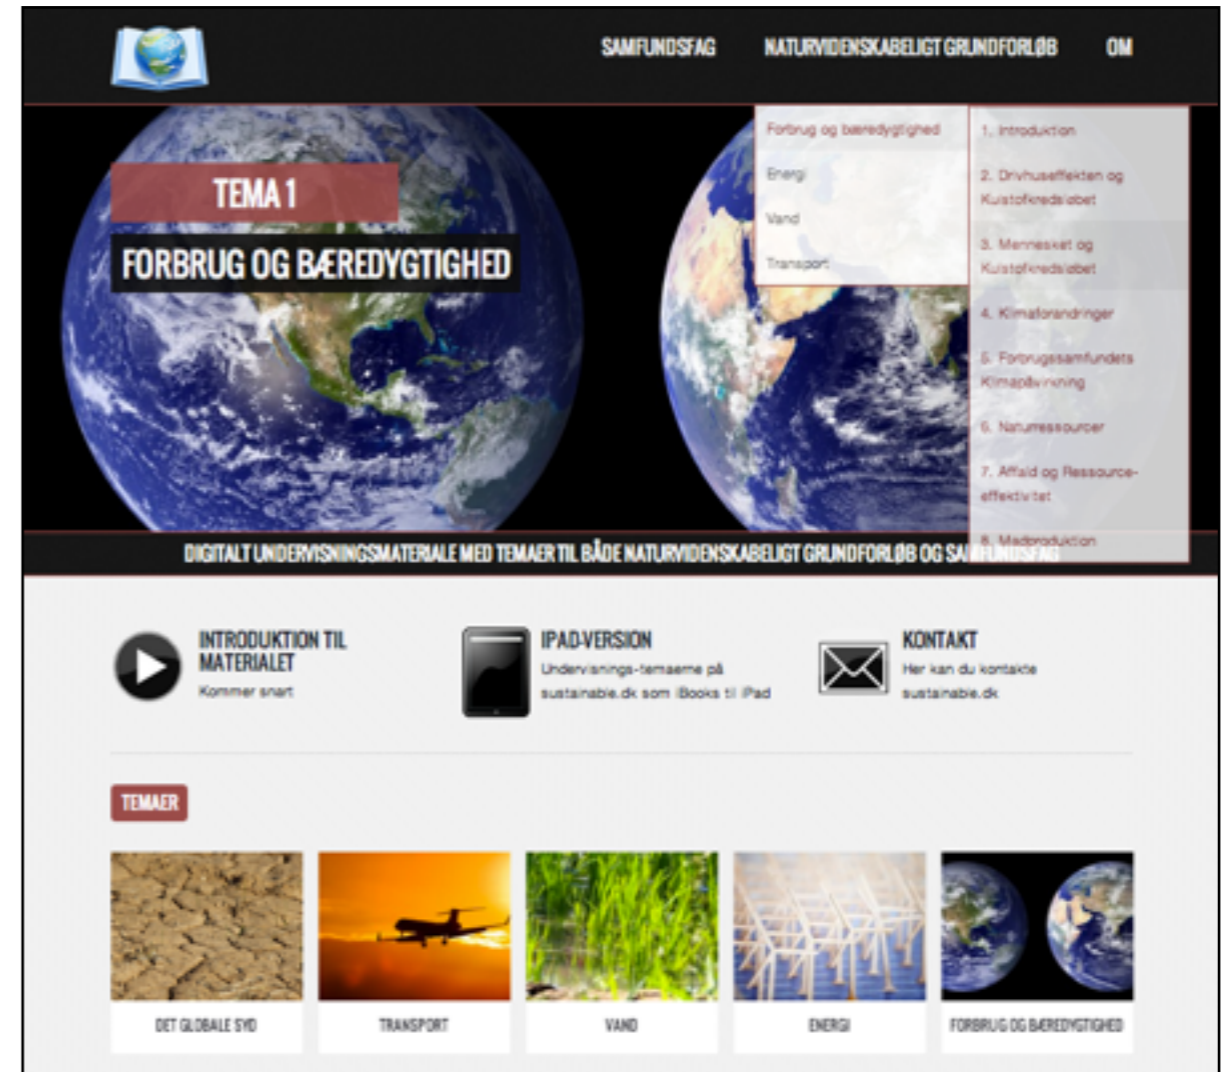 SAMFUNDSFAG NATURVIDENSKABELIGT GRUNDFORLØB OM
TEMA 1
FORBRUG OG BÆREDYGTIGHED
Forbrug og bæredygtighed
Energi
Vand
Transport
1. Introduktion
2. Drivhuseffekten og
Kulstofkredsløbet
3. Mennesket og
Kulstofkredsløbet
4. Klimaforandringer
5. Forbrugssamfundets
Klimapåvirkning
6. Naturressourcer
7. Affald og Ressource-
effektivitet
8. Madproduktion
DIGITALT UNDERVISNINGSMATERIALE MED TEMAER TIL BÅDE NATURVIDENSKABELIGT GRUNDFORLØB OG SAMFUNDSFAG
INTRODUKTION TIL
MATERIALET
Kommer snart
IPAD-VERSION
Undervisnings-temaerne på
sustainable.dk som iBooks til iPad
KONTAKT
Her kan du kontakte
sustainable.dk
TEMAER
DET GLOBALE SYD
TRANSPORT
VAND
ENERGI
FORBRUG OG BÆREDYGTIGHED